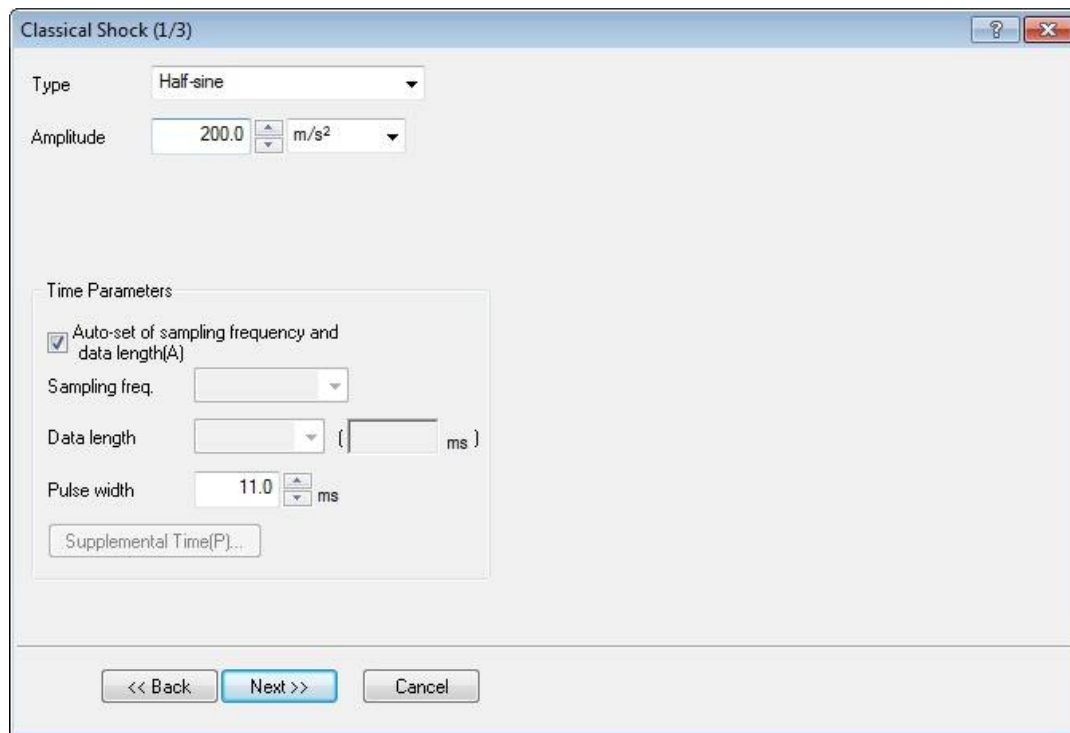 Classical Shock (1/3)
Type Half-sine
Amplitude 200.0 m/s²
Time Parameters
Auto-set of sampling frequency and
data length(A)
Sampling freq.
Data length ( ms )
Pulse width 11.0 ms
Supplemental Time(P)...
<< Back Next >> Cancel